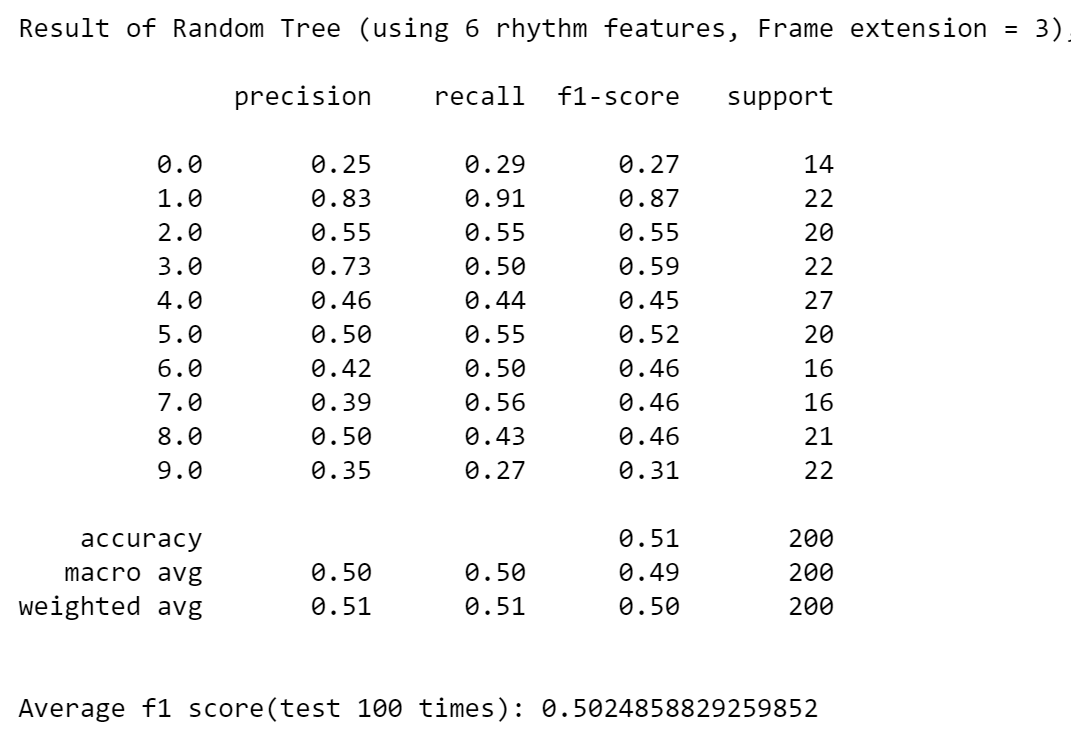 Result of Random Tree (using 6 rhythm features, Frame extension = 3),
precision recall f1-score support
0.0 0.25 0.29 0.27 14
1.0 0.83 0.91 0.87 22
2.0 0.55 0.55 0.55 20
3.0 0.73 0.50 0.59 22
4.0 0.46 0.44 0.45 27
5.0 0.50 0.55 0.52 20
6.0 0.42 0.50 0.46 16
7.0 0.39 0.56 0.46 16
8.0 0.50 0.43 0.46 21
9.0 0.35 0.27 0.31 22
accuracy 0.51 200
macro avg 0.50 0.50 0.49 200
weighted avg 0.51 0.51 0.50 200
Average f1 score(test 100 times): 0.5024858829259852